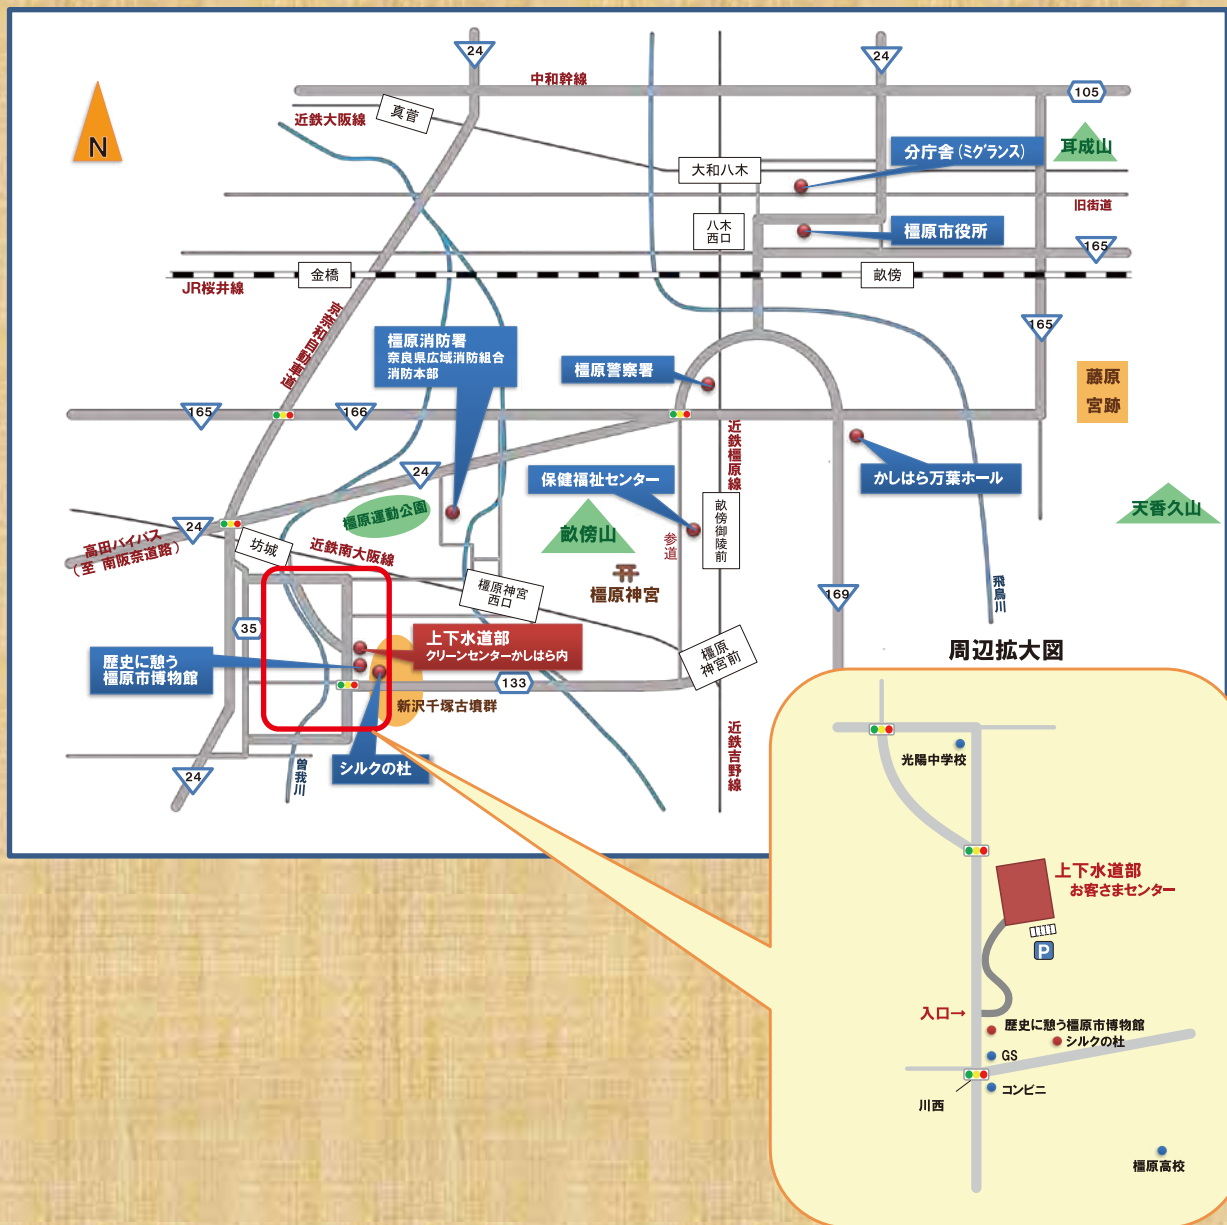 24
24
中和幹線
105
近鉄大阪線
真菅
N
分庁舎(ミグランス)
耳成山
大和八木
旧街道
八木
西口
橿原市役所
165
金橋
畝傍
JR桜井線
京奈和自動車道
橿原消防署
奈良県広域消防組合
消防本部
165
橿原警察署
藤原
宮跡
165
166
近鉄橿原線
24
保健福祉センター
かしはら万葉ホール
橿原運動公園
畝傍山
畝傍御陵前
天香久山
24
高田バイパス
(至 南阪奈道路)
坊城
近鉄南大阪線
参道
橿原神宮
橿原神宮
西口
169
飛鳥川
35
上下水道部
クリーンセンターかしはら内
橿原
神宮前
周辺拡大図
歴史に憩う
橿原市博物館
133
新沢千塚古墳群
近鉄吉野線
シルクの杜
24
曽我川
光陽中学校
上下水道部
お客さまセンター
P
入口→
歴史に憩う橿原市博物館
シルクの杜
GS
コンビニ
川西
橿原高校